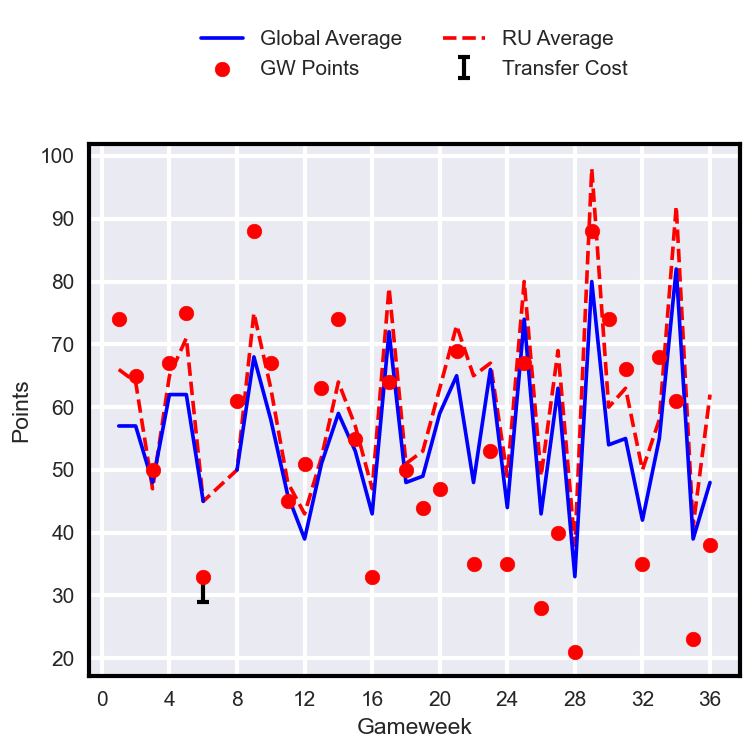 Global Average
RU Average
GW Points
Transfer Cost
100
90
80
70
60
50
40
30
20
Points
0 4 8 12 16 20 24 28 32 36
Gameweek